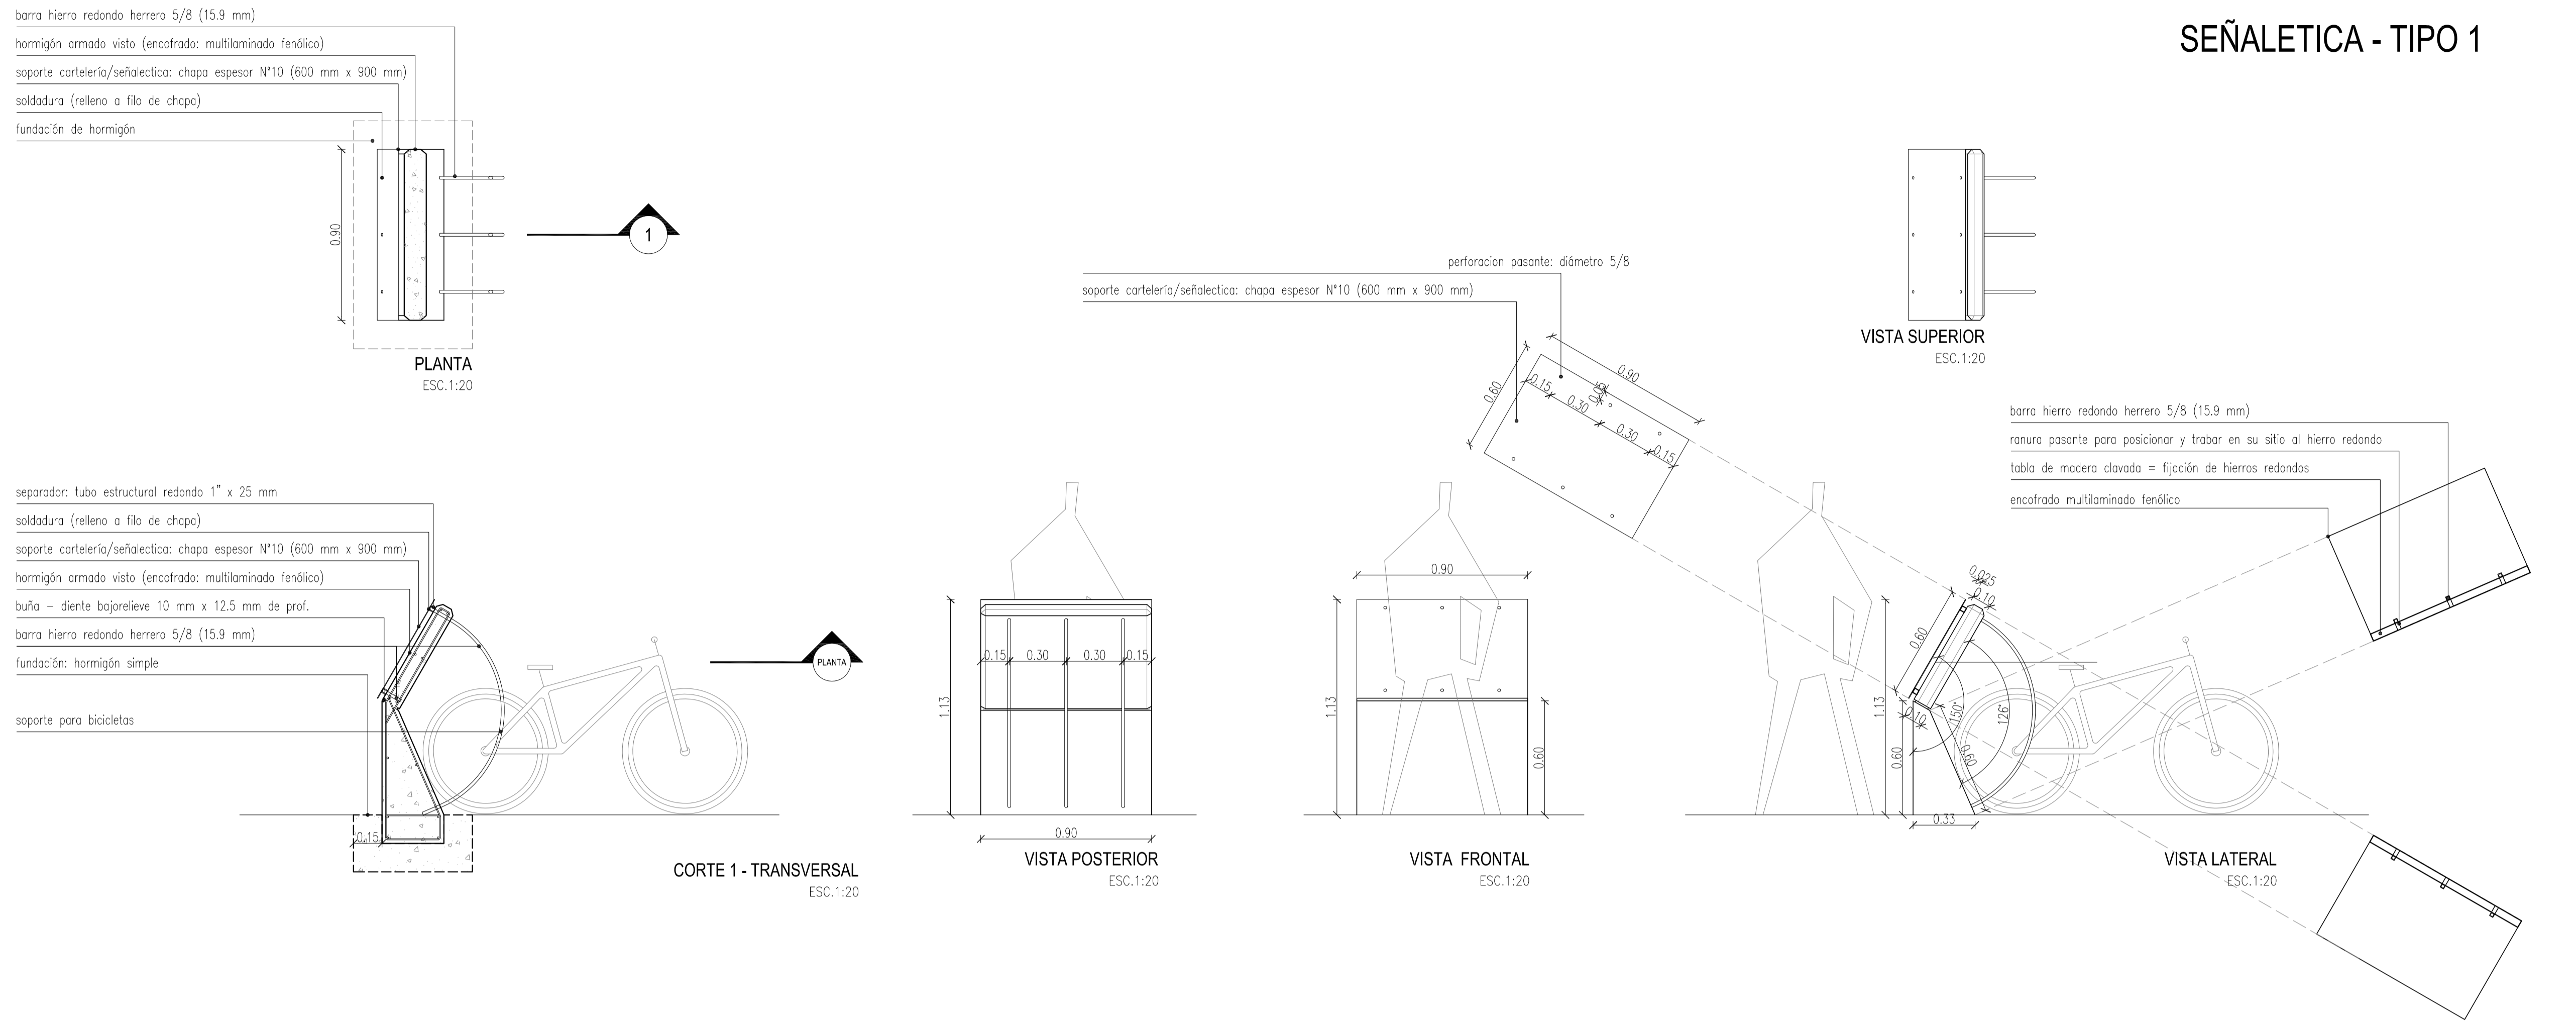 SEÑALETICA - TIPO 1
barra hierro redondo herrero 5/8 (15.9 mm)
hormigón armado visto (encofrado: multilaminado fenólico)
soporte cartelería/señalectica: chapa espesor N°10 (600 mm x 900 mm)
soldadura (relleno a filo de chapa)
fundación de hormigón
0.90
1
PLANTA
ESC.1:20
VISTA SUPERIOR
ESC.1:20
perforacion pasante: diámetro 5/8
soporte cartelería/señalectica: chapa espesor N°10 (600 mm x 900 mm)
0.60
0.90
0.15
0.30
0.05
0.30
0.15
barra hierro redondo herrero 5/8 (15.9 mm)
ranura pasante para posicionar y trabar en su sitio al hierro redondo
tabla de madera clavada = fijación de hierros redondos
encofrado multilaminado fenólico
separador: tubo estructural redondo 1" x 25 mm
soldadura (relleno a filo de chapa)
soporte cartelería/señalectica: chapa espesor N°10 (600 mm x 900 mm)
hormigón armado visto (encofrado: multilaminado fenólico)
buña – diente bajorelieve 10 mm x 12.5 mm de prof.
barra hierro redondo herrero 5/8 (15.9 mm)
fundación: hormigón simple
soporte para bicicletas
0.15
PLANTA
CORTE 1 - TRANSVERSAL
ESC.1:20
0.15 0.30 0.30 0.15
1.13
0.90
VISTA POSTERIOR
ESC.1:20
0.90
1.13
0.60
VISTA FRONTAL
ESC.1:20
0.025
0.10
0.60
1.13
0.10
150°
126°
0.60
0.60
0.33
VISTA LATERAL
ESC.1:20